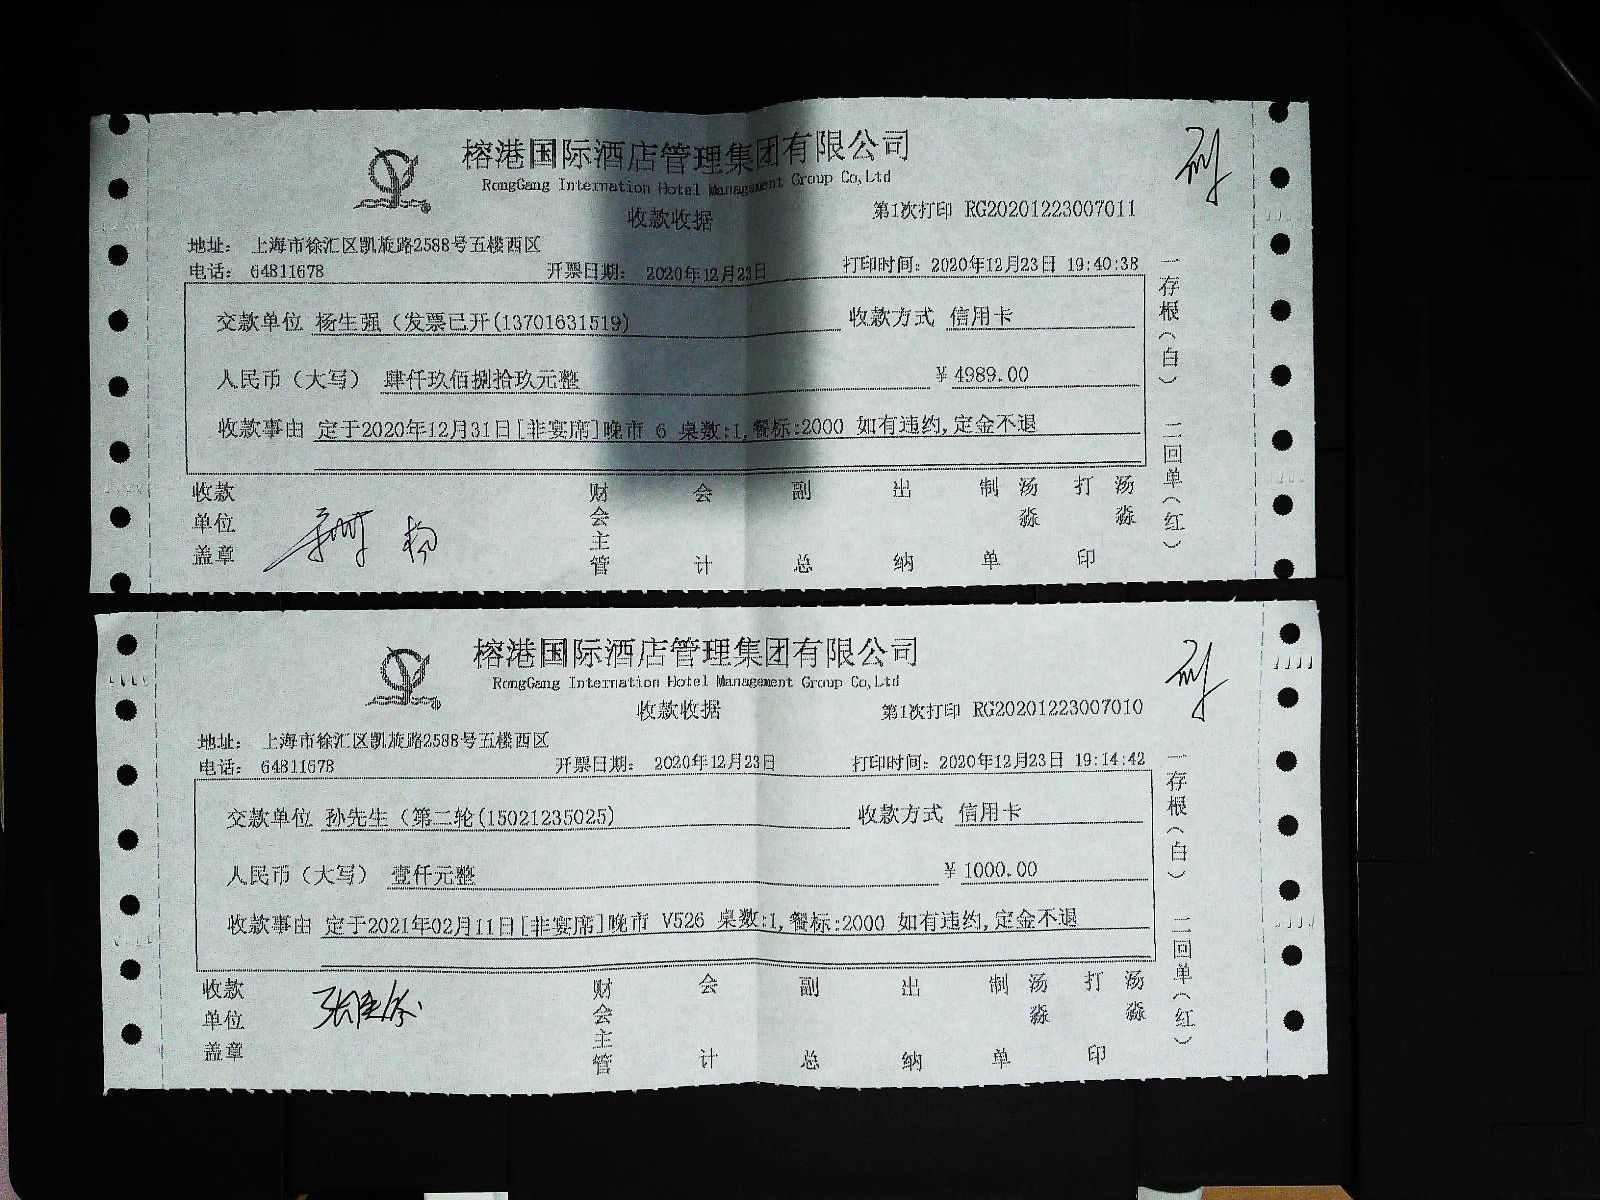 榕港国际酒店管理集团有限公司
RongGang Internation Hotel Management Group Co,Ltd
收款收据
第1次打印 RG20201223007011
地址： 上海市徐汇区凯旋路2588号五楼西区
电话： 64811678 开票日期： 2020年12月23日 打印时间：2020年12月23日 19:40:38
交款单位 杨生强（发票已开(13701631519) 收款方式 信用卡
人民币（大写） 肆仟玖佰捌拾玖元整 ￥4989.00
收款事由 定于2020年12月31日[非宴席]晚市 6 桌数:1,餐标:2000 如有违约,定金不退
收款单位盖章 财会主管 会计 副总 出纳 制单 汤淼 打印 汤淼
一存根（白） 二回单（红）
榕港国际酒店管理集团有限公司
RongGang Internation Hotel Management Group Co,Ltd
收款收据
第1次打印 RG20201223007010
地址： 上海市徐汇区凯旋路2588号五楼西区
电话： 64811678 开票日期： 2020年12月23日 打印时间：2020年12月23日 19:14:42
交款单位 孙先生（第二轮(15021235025) 收款方式 信用卡
人民币（大写） 壹仟元整 ￥1000.00
收款事由 定于2021年02月11日[非宴席]晚市 V526 桌数:1,餐标:2000 如有违约,定金不退
收款单位盖章 财会主管 会计 副总 出纳 制单 汤淼 打印 汤淼
一存根（白） 二回单（红）